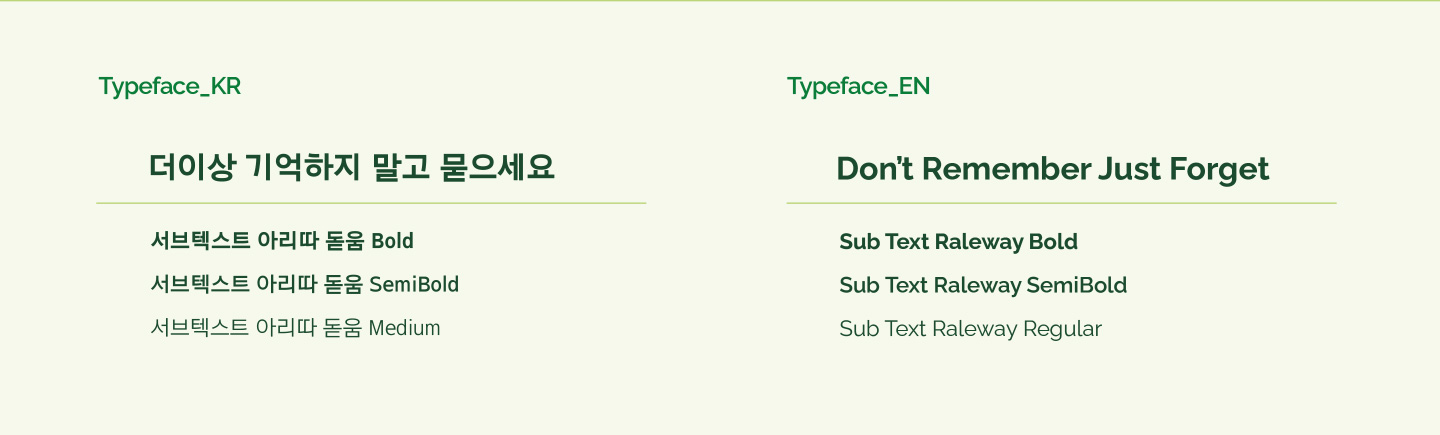 Typeface_KR
더이상 기억하지 말고 묻으세요
서브텍스트 아리따 돋움 Bold
서브텍스트 아리따 돋움 SemiBold
서브텍스트 아리따 돋움 Medium
Typeface_EN
Don’t Remember Just Forget
Sub Text Raleway Bold
Sub Text Raleway SemiBold
Sub Text Raleway Regular